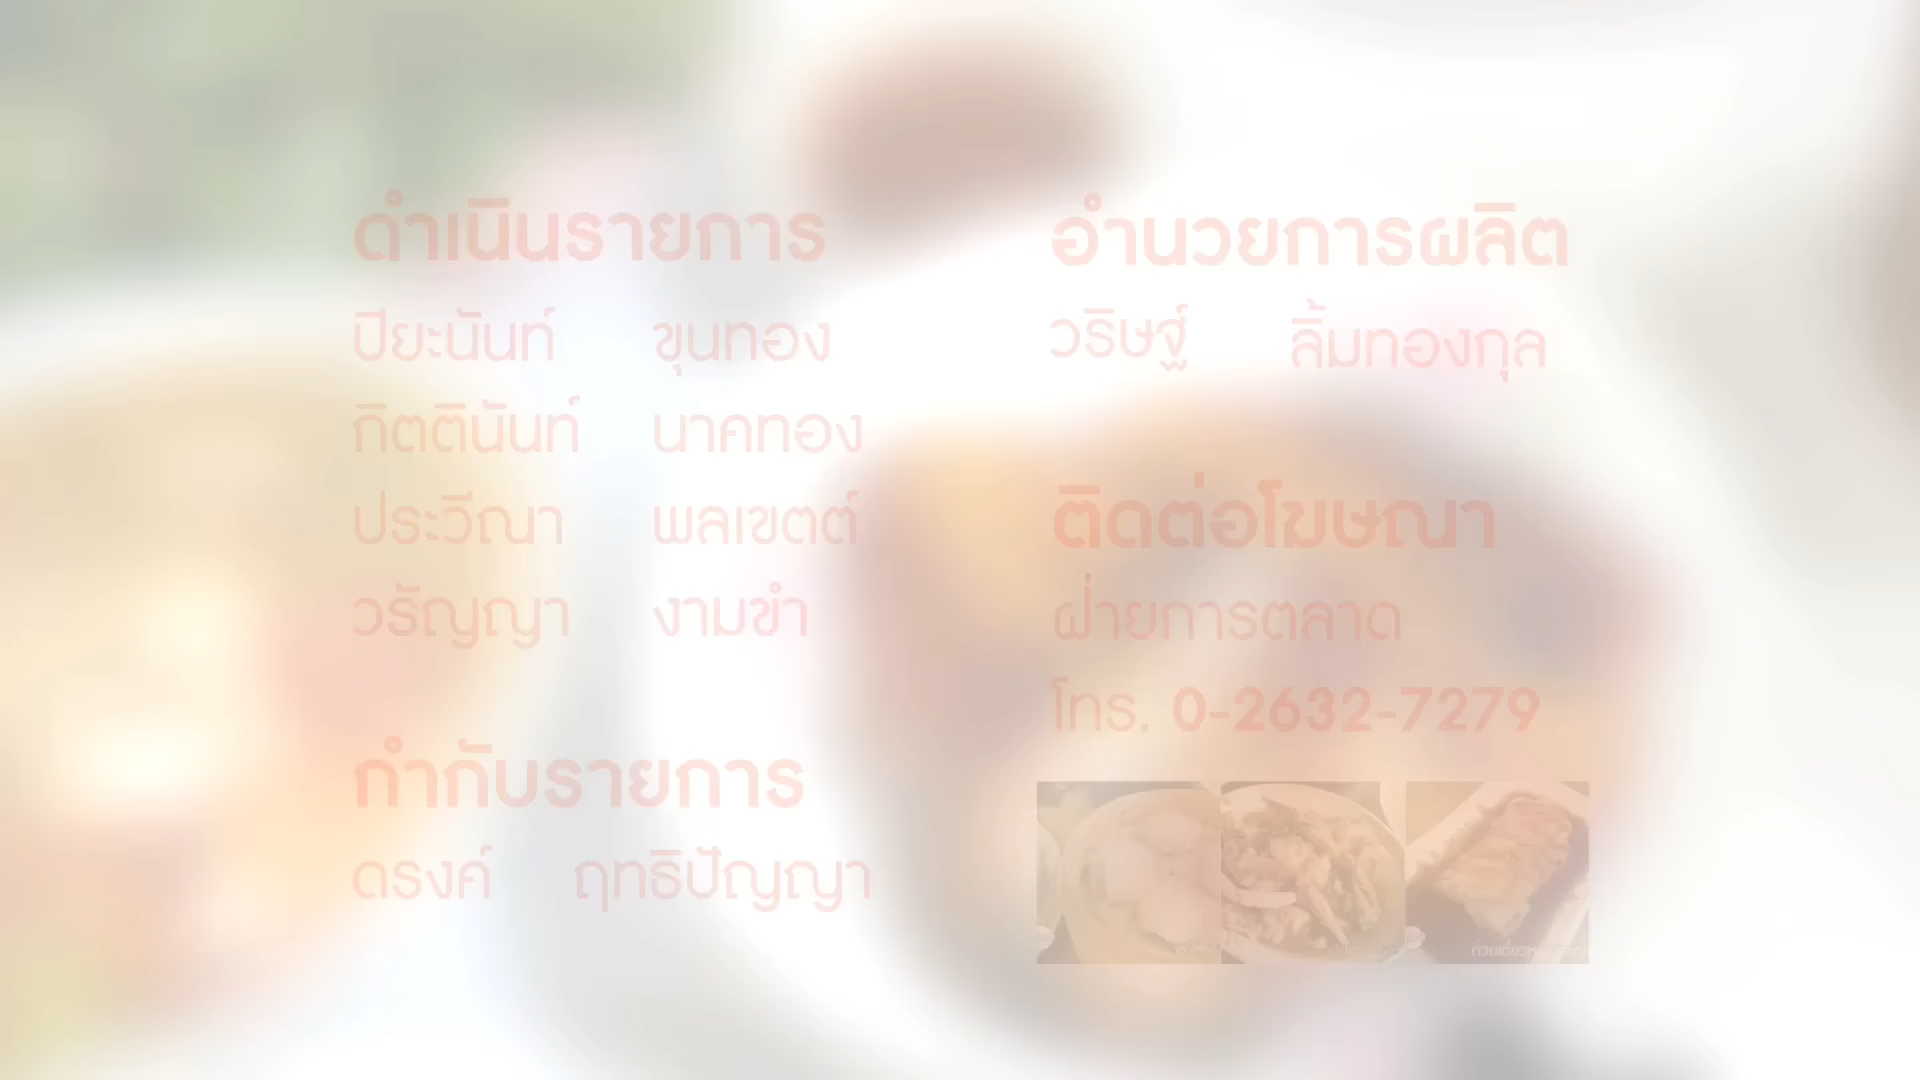 ดำเนินรายการ
ปิยะนันท์ ขุนทอง
กิตตินันท์ นาคทอง
ประวีณา พลเขตต์
วรัญญา งามขำ
กำกับรายการ
ดรงค์ ฤทธิปัญญา
อำนวยการผลิต
วริษฐ์ ลิ้มทองกุล
ติดต่อโฆษณา
ฝ่ายการตลาด
โทร. 0-2632-7279